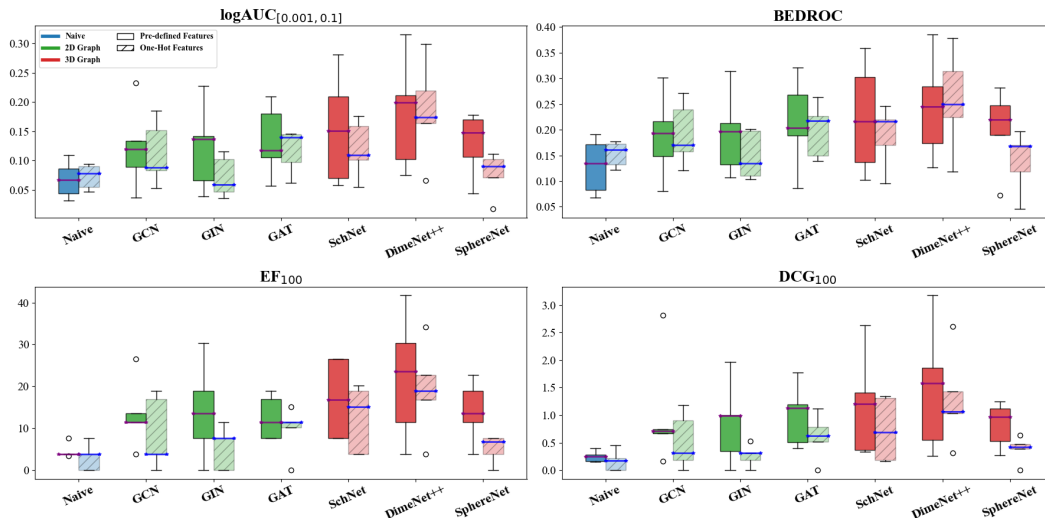 logAUC[0.001, 0.1]
0.30
0.25
0.20
0.15
0.10
0.05
Naive
2D Graph
3D Graph
Pre-defined Features
One-Hot Features
Naive
GCN
GIN
GAT
SchNet
DimeNet++
SphereNet
BEDROC
0.40
0.35
0.30
0.25
0.20
0.15
0.10
0.05
Naive
GCN
GIN
GAT
SchNet
DimeNet++
SphereNet
EF100
40
30
20
10
0
Naive
GCN
GIN
GAT
SchNet
DimeNet++
SphereNet
DCG100
3.0
2.5
2.0
1.5
1.0
0.5
0.0
Naive
GCN
GIN
GAT
SchNet
DimeNet++
SphereNet